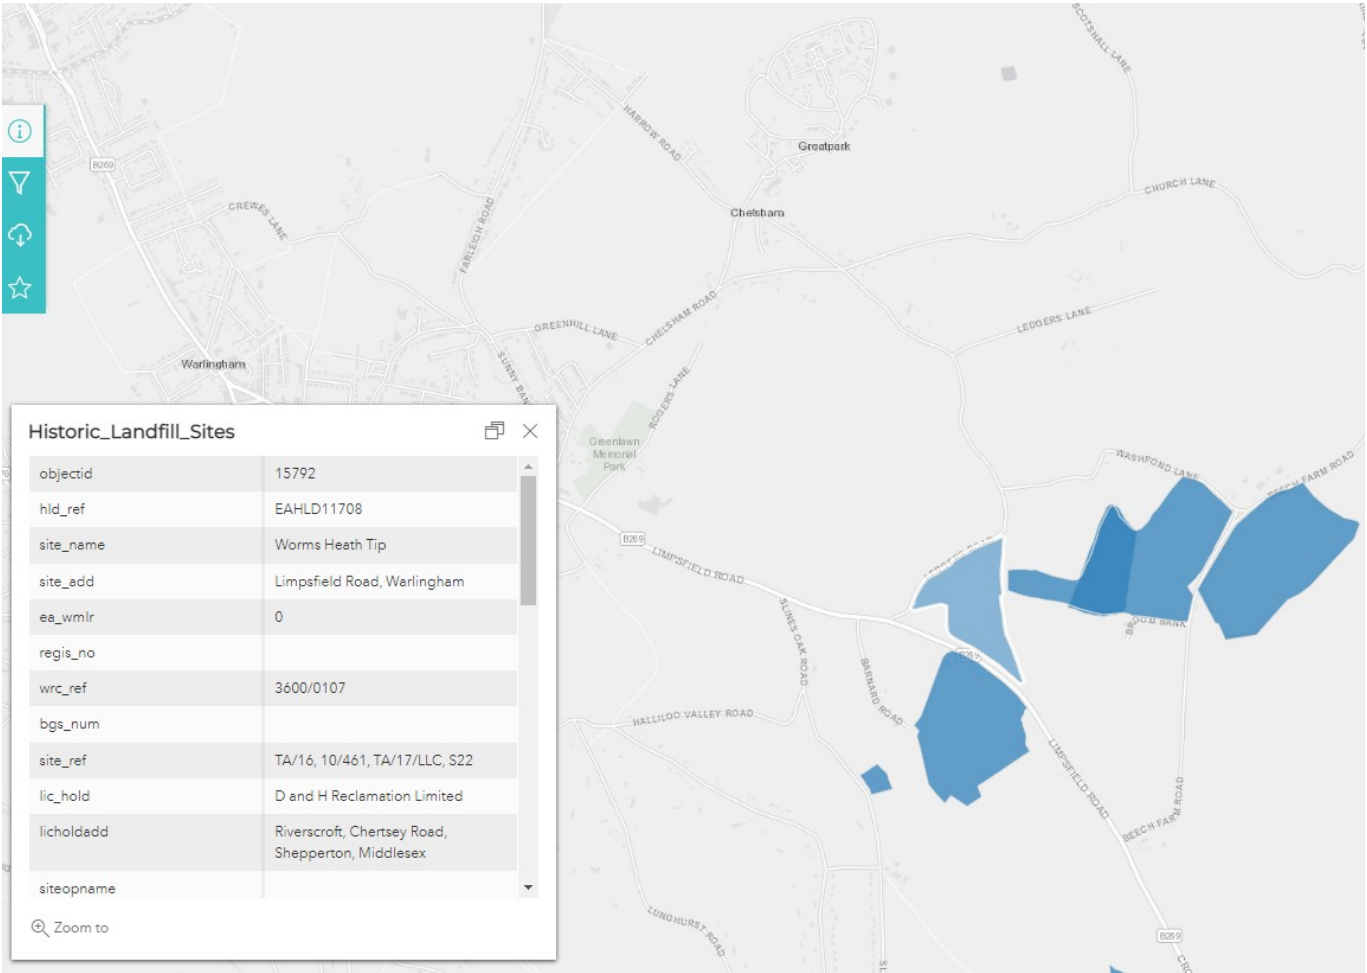 SCOTSHALL LANE
HARROW ROAD
Greatpark
B269
CHURCH LANE
CREWES LANE
FARLEIGH ROAD
Chelsham
CHELSHAM ROAD
LEDGERS LANE
GREENHILL LANE
Warlingham
SUNNY BAN
ROGERS LANE
Greenlawn
Memorial
Park
WASHPOND LANE
BEECH FARM ROAD
B269
LIMPSFIELD ROAD
SLINES OAK ROAD
BROOM BANK
B269
BARNARD ROAD
HALLILOO VALLEY ROAD
LIMPSFIELD ROAD
BEECH FARM ROAD
LUNGHURST ROAD
B269
CRO
SL
Historic_Landfill_Sites
objectid 15792
hld_ref EAHLD11708
site_name Worms Heath Tip
site_add Limpsfield Road, Warlingham
ea_wmlr 0
regis_no
wrc_ref 3600/0107
bgs_num
site_ref TA/16, 10/461, TA/17/LLC, S22
lic_hold D and H Reclamation Limited
licholdadd Riverscroft, Chertsey Road,
Shepperton, Middlesex
siteopname
Zoom to